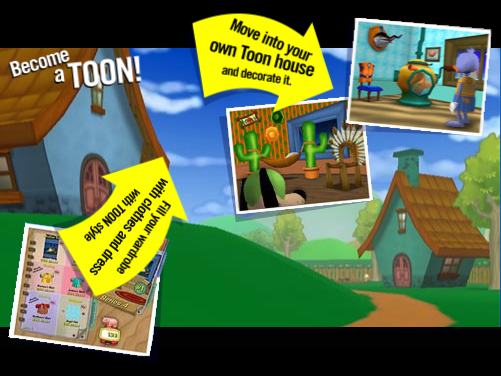 Become
a TOON!
Move into your
own Toon house
and decorate it.
Fill your wardrobe
with clothes and dress
with TOON style